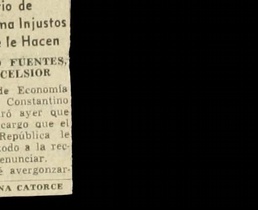 rio de
ma Injustos
le Hacen
FUENTES,
CELSIOR
de Economía
Constantino
ró ayer que
cargo que el
República le
todo a la rec-
enunciar.
é avergonzar-
NA CATORCE